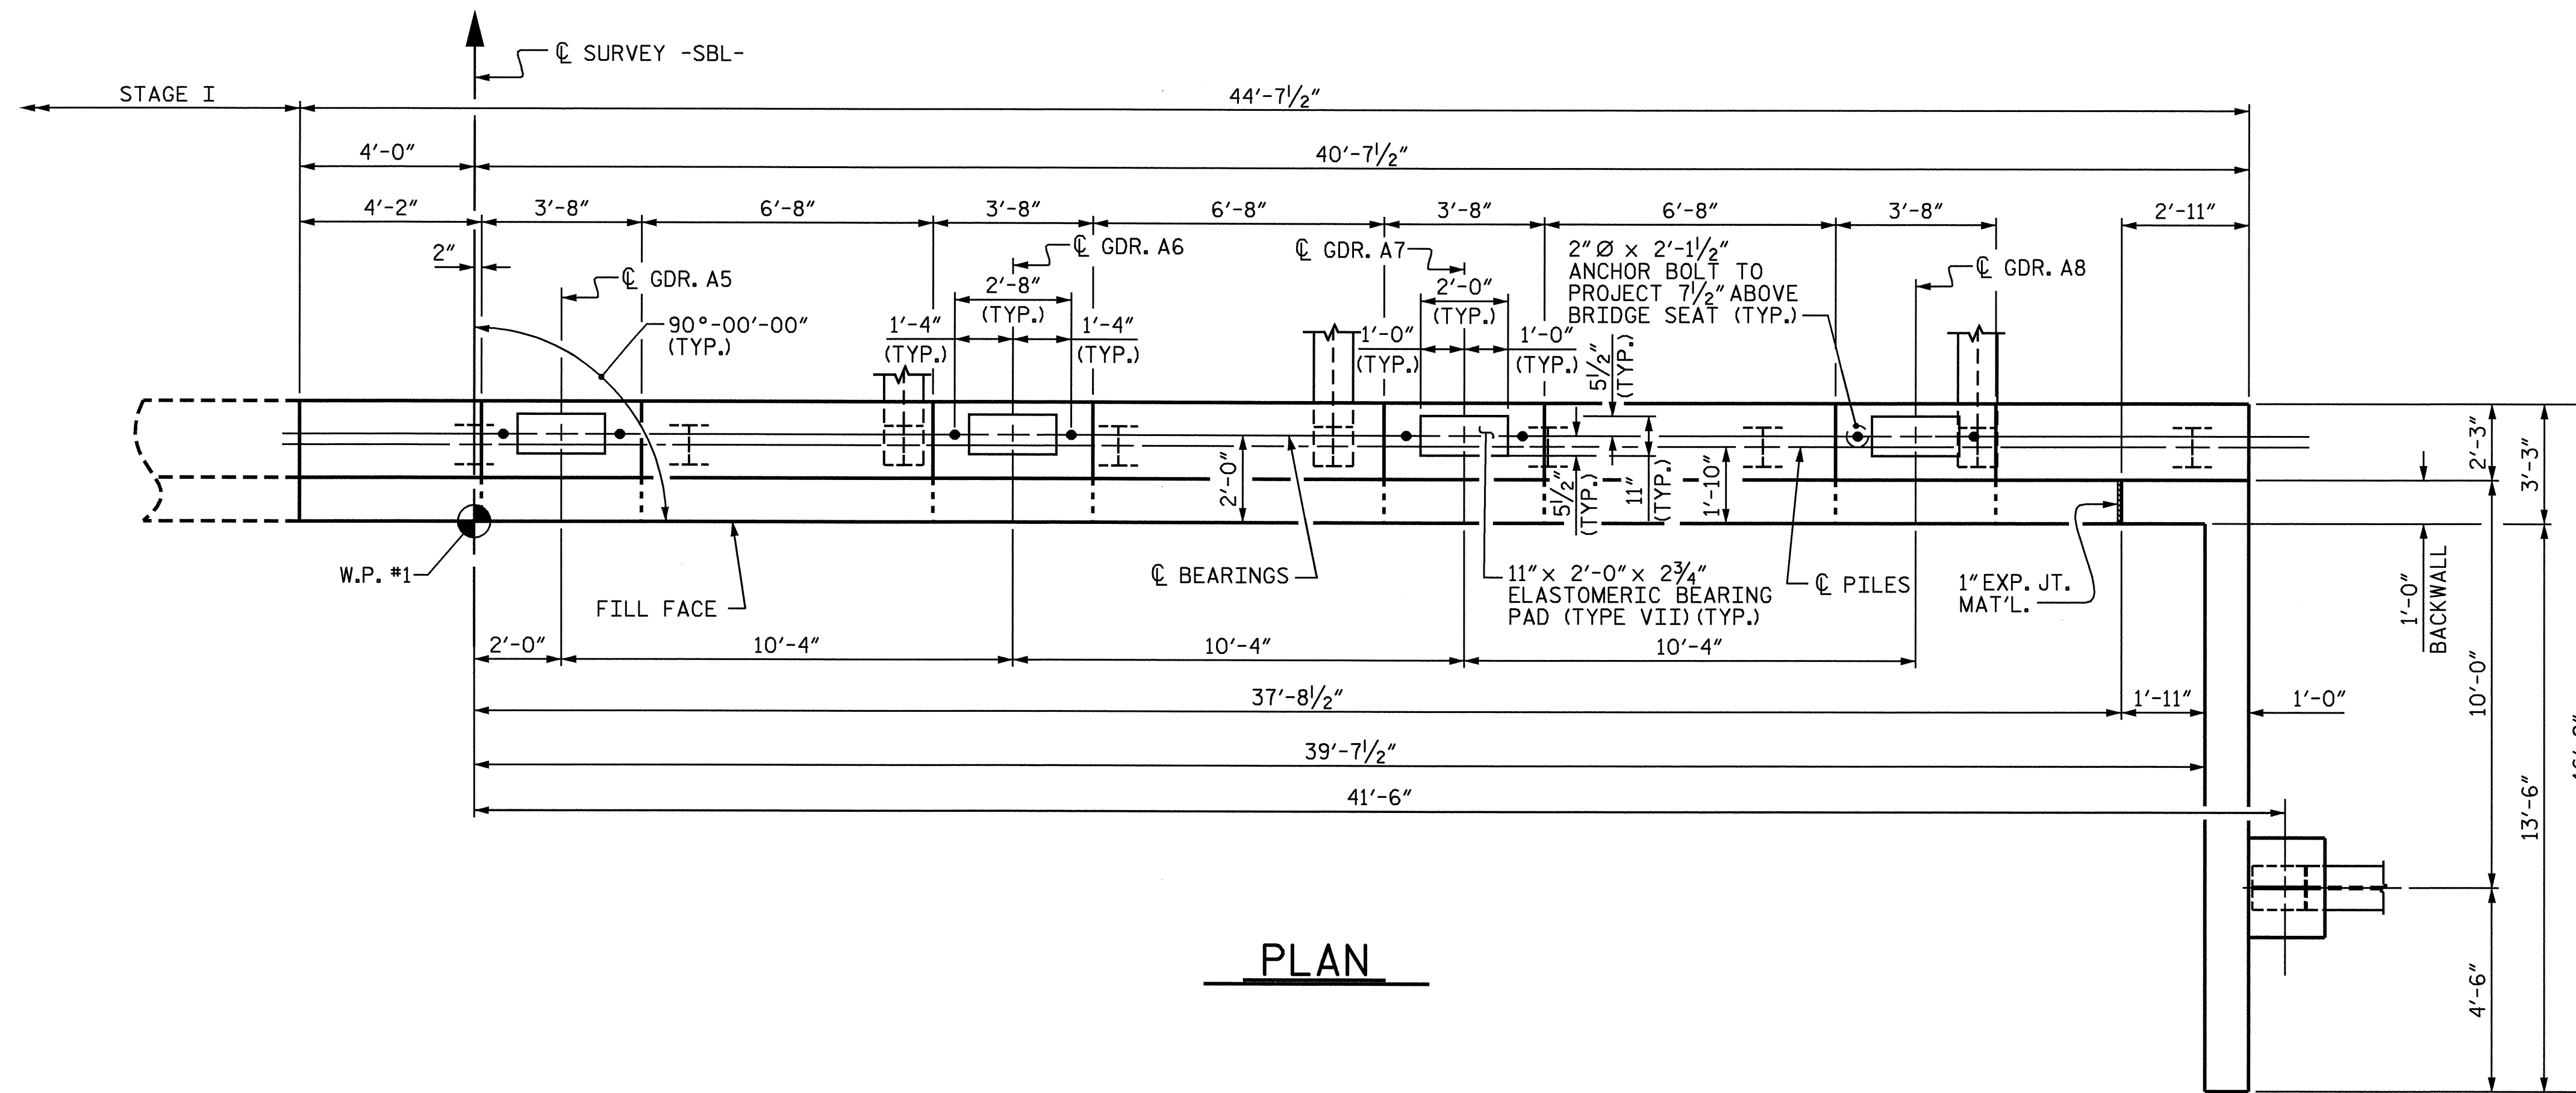 ℄ SURVEY -SBL-
STAGE I
44'-7½"
4'-0"
40'-7½"
4'-2"
3'-8"
6'-8"
3'-8"
6'-8"
3'-8"
6'-8"
3'-8"
2'-11"
2"
℄ GDR. A5
℄ GDR. A6
℄ GDR. A7
2" Ø x 2'-1½"
ANCHOR BOLT TO
PROJECT 7½" ABOVE
BRIDGE SEAT (TYP.)
℄ GDR. A8
90°-00'-00"
(TYP.)
2'-8"
(TYP.)
1'-4"
(TYP.)
1'-4"
(TYP.)
2'-0"
(TYP.)
1'-0"
(TYP.)
1'-0"
(TYP.)
5½"
(TYP.)
2'-0"
5½"
(TYP.)
11"
(TYP.)
1'-10"
2'-3"
3'-3"
W.P. #1
FILL FACE
℄ BEARINGS
11" x 2'-0" x 2¾"
ELASTOMERIC BEARING
PAD (TYPE VII) (TYP.)
℄ PILES
1" EXP. JT.
MAT'L.
1'-0"
BACKWALL
2'-0"
10'-4"
10'-4"
10'-4"
10'-0"
37'-8½"
1'-11"
1'-0"
39'-7½"
13'-6"
41'-6"
4'-6"
PLAN